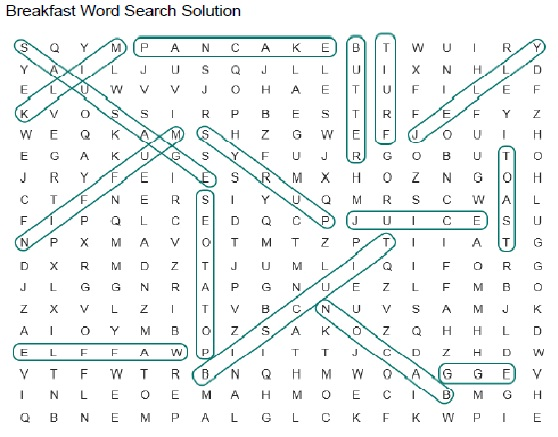 Breakfast Word Search Solution
S Q Y M P A N C A K E B T W U I R Y
Y A I L J U S Q J L L U I X N H L D
E L U W V V J O H A E T U F I L E F
K V O S S I R P B E S T R F E F Y Z
W E Q K A M S H Z G W E F J O U I H
E G A K U G S Y F U J R G O B U T O
J R Y F E I E S R M X H O Z N G O H
C T F N E R S I Y U Q M R S C W A L
F I P Q L C E D Q C P J U I C E S U
N P X M A V O T M T Z P T I I A T G
D X R M D Z T J U M L I Q I F O R G
J L G G N R A P G N U E Z L F M B O
Z X V L Z I T V B C N U V S A M J K
A I O Y M B O Z S A K O Z Q H H L D
E L F F A W P I I T T J C D Z H D W
V T F W T R B N Q H M W O A G G E V
I N L E O E M A H M O E C I B M G H
Q B N E M P A L G L C K F K W P I E